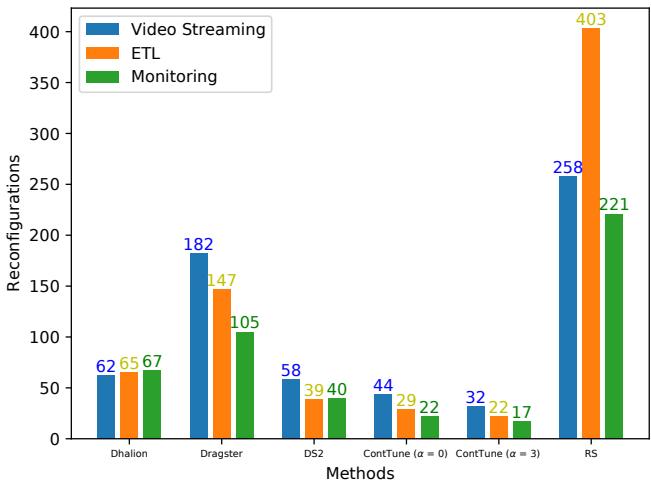 Video Streaming
ETL
Monitoring
Reconfigurations
400
350
300
250
200
150
100
50
0
62 65 67
182 147 105
58 39 40
44 29 22
32 22 17
258 403 221
Dhalion Dragster DS2 ContTune (α = 0) ContTune (α = 3) RS
Methods